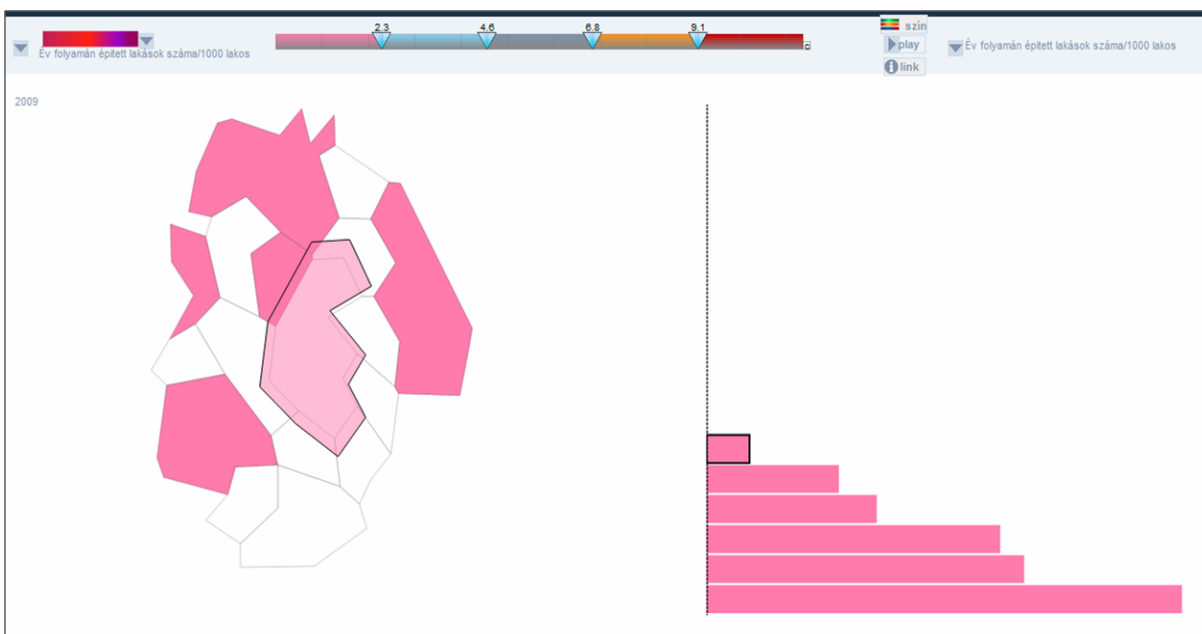 2.3 4.6 6.8 9.1
szín
Év folyamán épített lakások száma/1000 lakos
play
Év folyamán épített lakások száma/1000 lakos
link
2009